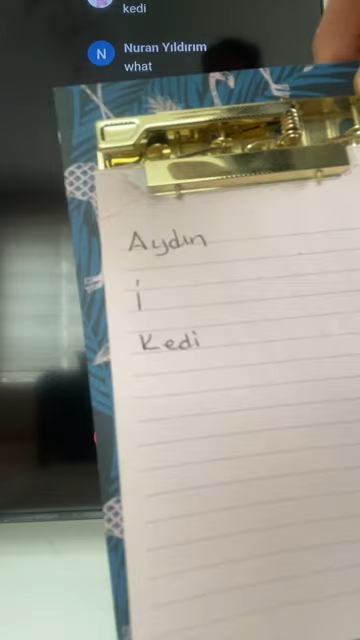 kedi
N Nuran Yıldırım
what
Aydın
İ
Kedi